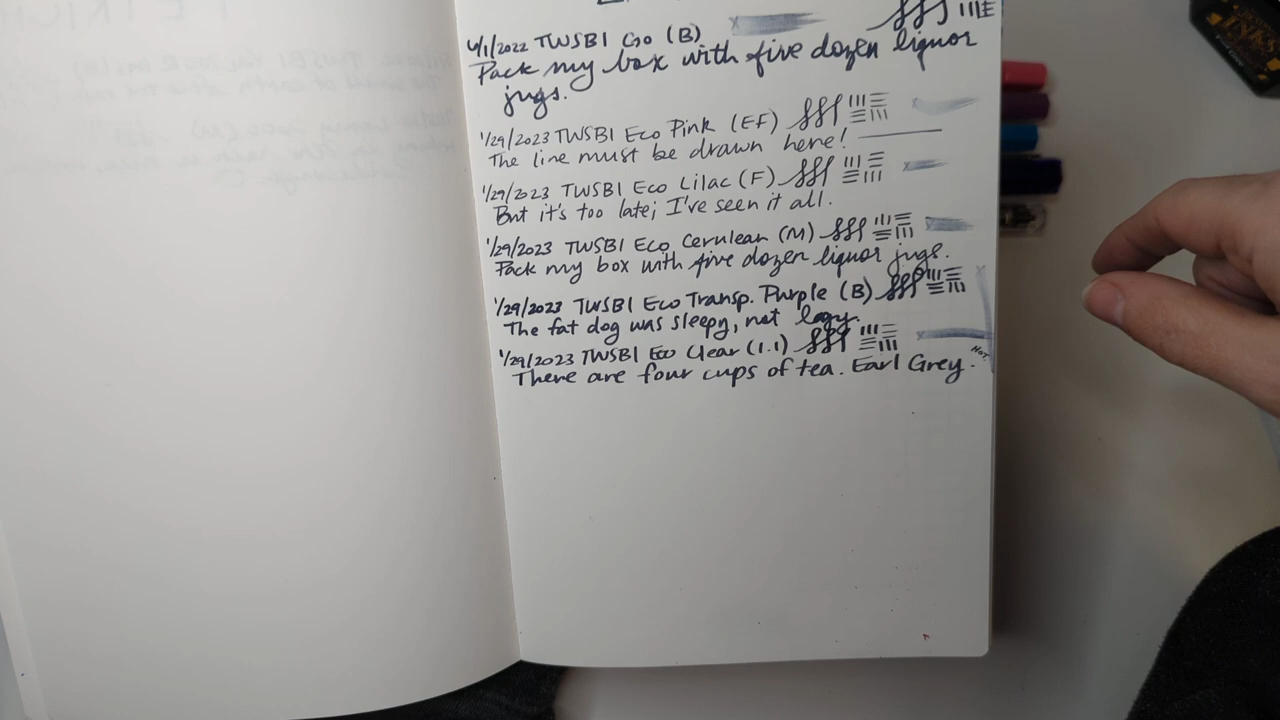 4/1/2022 TWSBI Go (B)
Pack my box with five dozen liquor
jugs.
1/29/2023 TWSBI Eco Pink (EF)
The line must be drawn here!
1/29/2023 TWSBI Eco Lilac (F)
But it's too late; I've seen it all.
1/29/2023 TWSBI Eco Cerulean (M)
Pack my box with five dozen liquor jugs.
1/29/2023 TWSBI Eco Transp. Purple (B)
The fat dog was sleepy, not lazy.
1/29/2023 TWSBI Eco Clear (1.1)
HOT.
There are four cups of tea. Earl Grey.